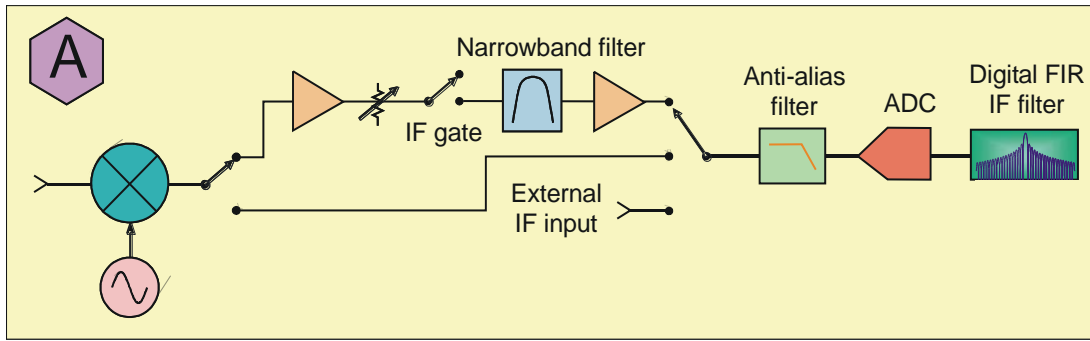 A
Narrowband filter
IF gate
External
IF input
Anti-alias
filter
ADC
Digital FIR
IF filter